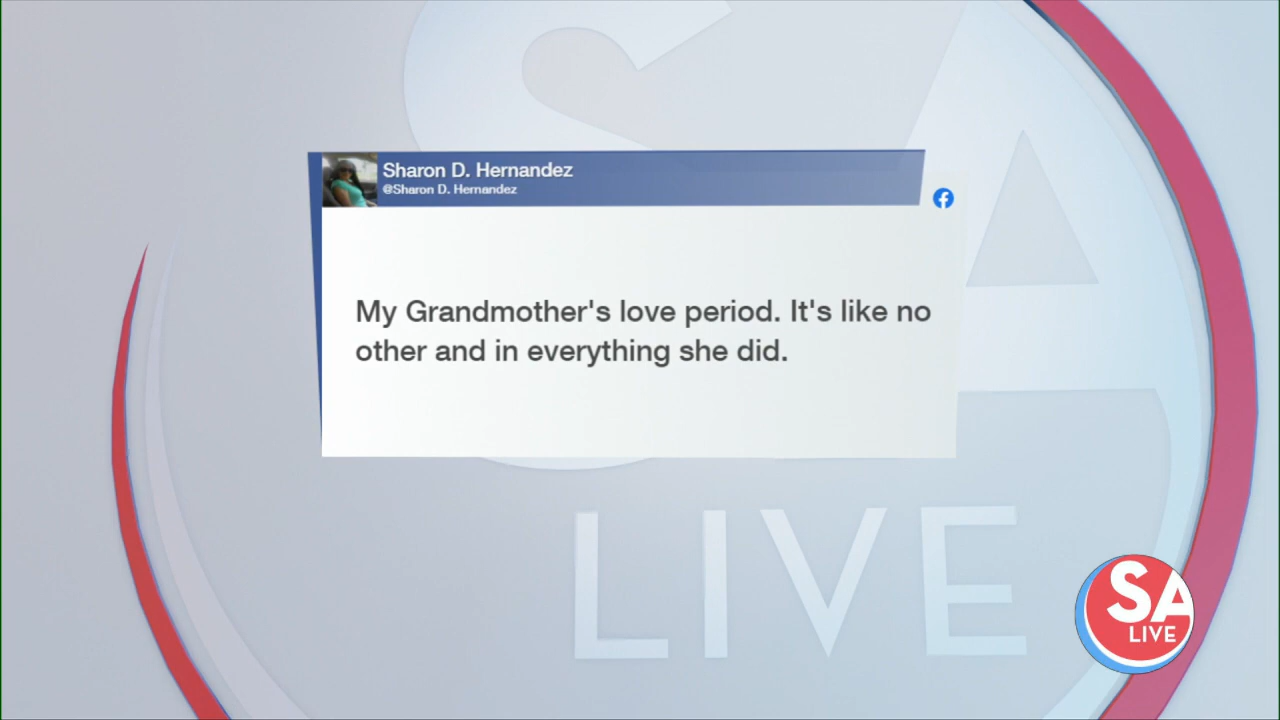 SA
Sharon D. Hernandez
@Sharon D. Hernandez
My Grandmother's love period. It's like no
other and in everything she did.
LIVE
SA
LIVE